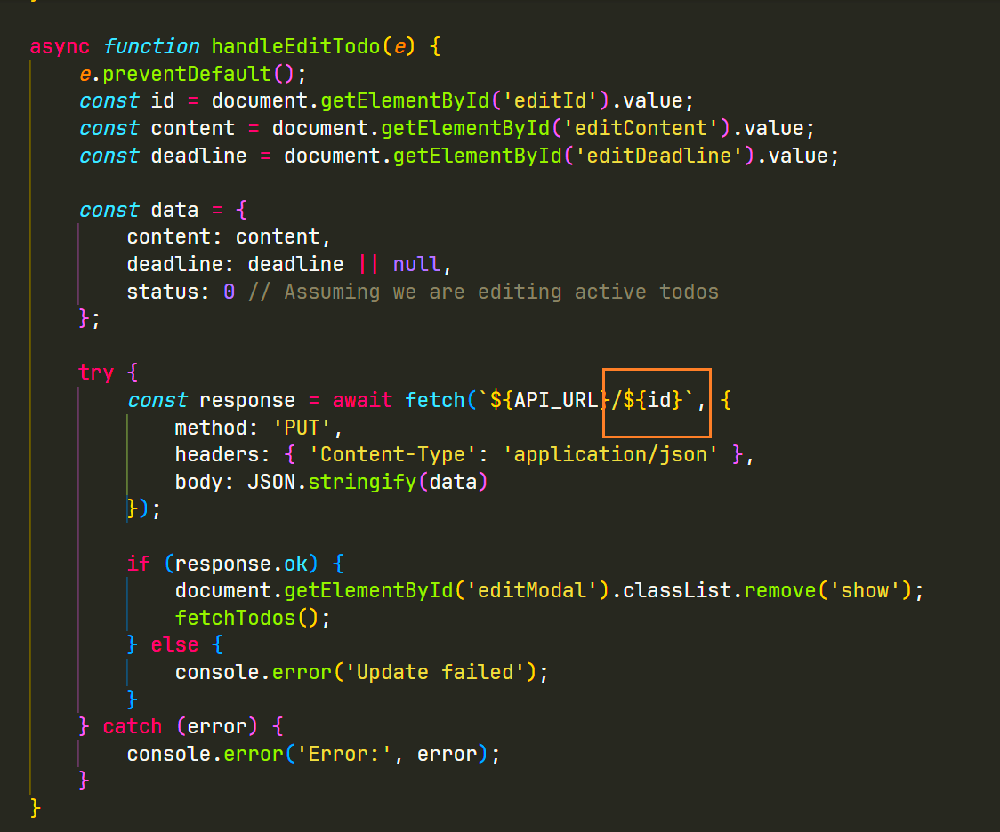 async function handleEditTodo(e) {
    e.preventDefault();
    const id = document.getElementById('editId').value;
    const content = document.getElementById('editContent').value;
    const deadline = document.getElementById('editDeadline').value;

    const data = {
        content: content,
        deadline: deadline || null,
        status: 0 // Assuming we are editing active todos
    };

    try {
        const response = await fetch(`${API_URL}/${id}`, {
            method: 'PUT',
            headers: { 'Content-Type': 'application/json' },
            body: JSON.stringify(data)
        });

        if (response.ok) {
            document.getElementById('editModal').classList.remove('show');
            fetchTodos();
        } else {
            console.error('Update failed');
        }
    } catch (error) {
        console.error('Error:', error);
    }
}